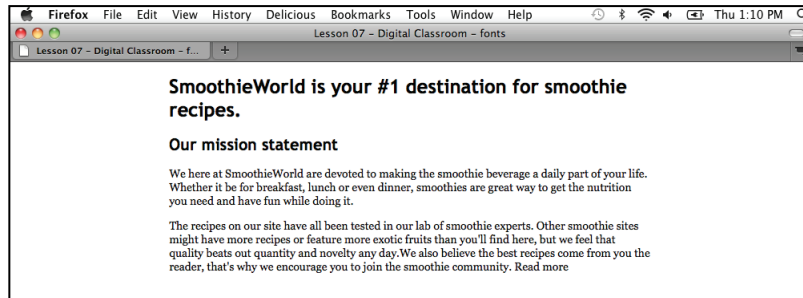 Firefox File Edit View History Delicious Bookmarks Tools Window Help Thu 1:10 PM
Lesson 07 - Digital Classroom - fonts
Lesson 07 - Digital Classroom - f... +
SmoothieWorld is your #1 destination for smoothie
recipes.
Our mission statement
We here at SmoothieWorld are devoted to making the smoothie beverage a daily part of your life.
Whether it be for breakfast, lunch or even dinner, smoothies are great way to get the nutrition
you need and have fun while doing it.
The recipes on our site have all been tested in our lab of smoothie experts. Other smoothie sites
might have more recipes or feature more exotic fruits than you'll find here, but we feel that
quality beats out quantity and novelty any day.We also believe the best recipes come from you the
reader, that's why we encourage you to join the smoothie community. Read more